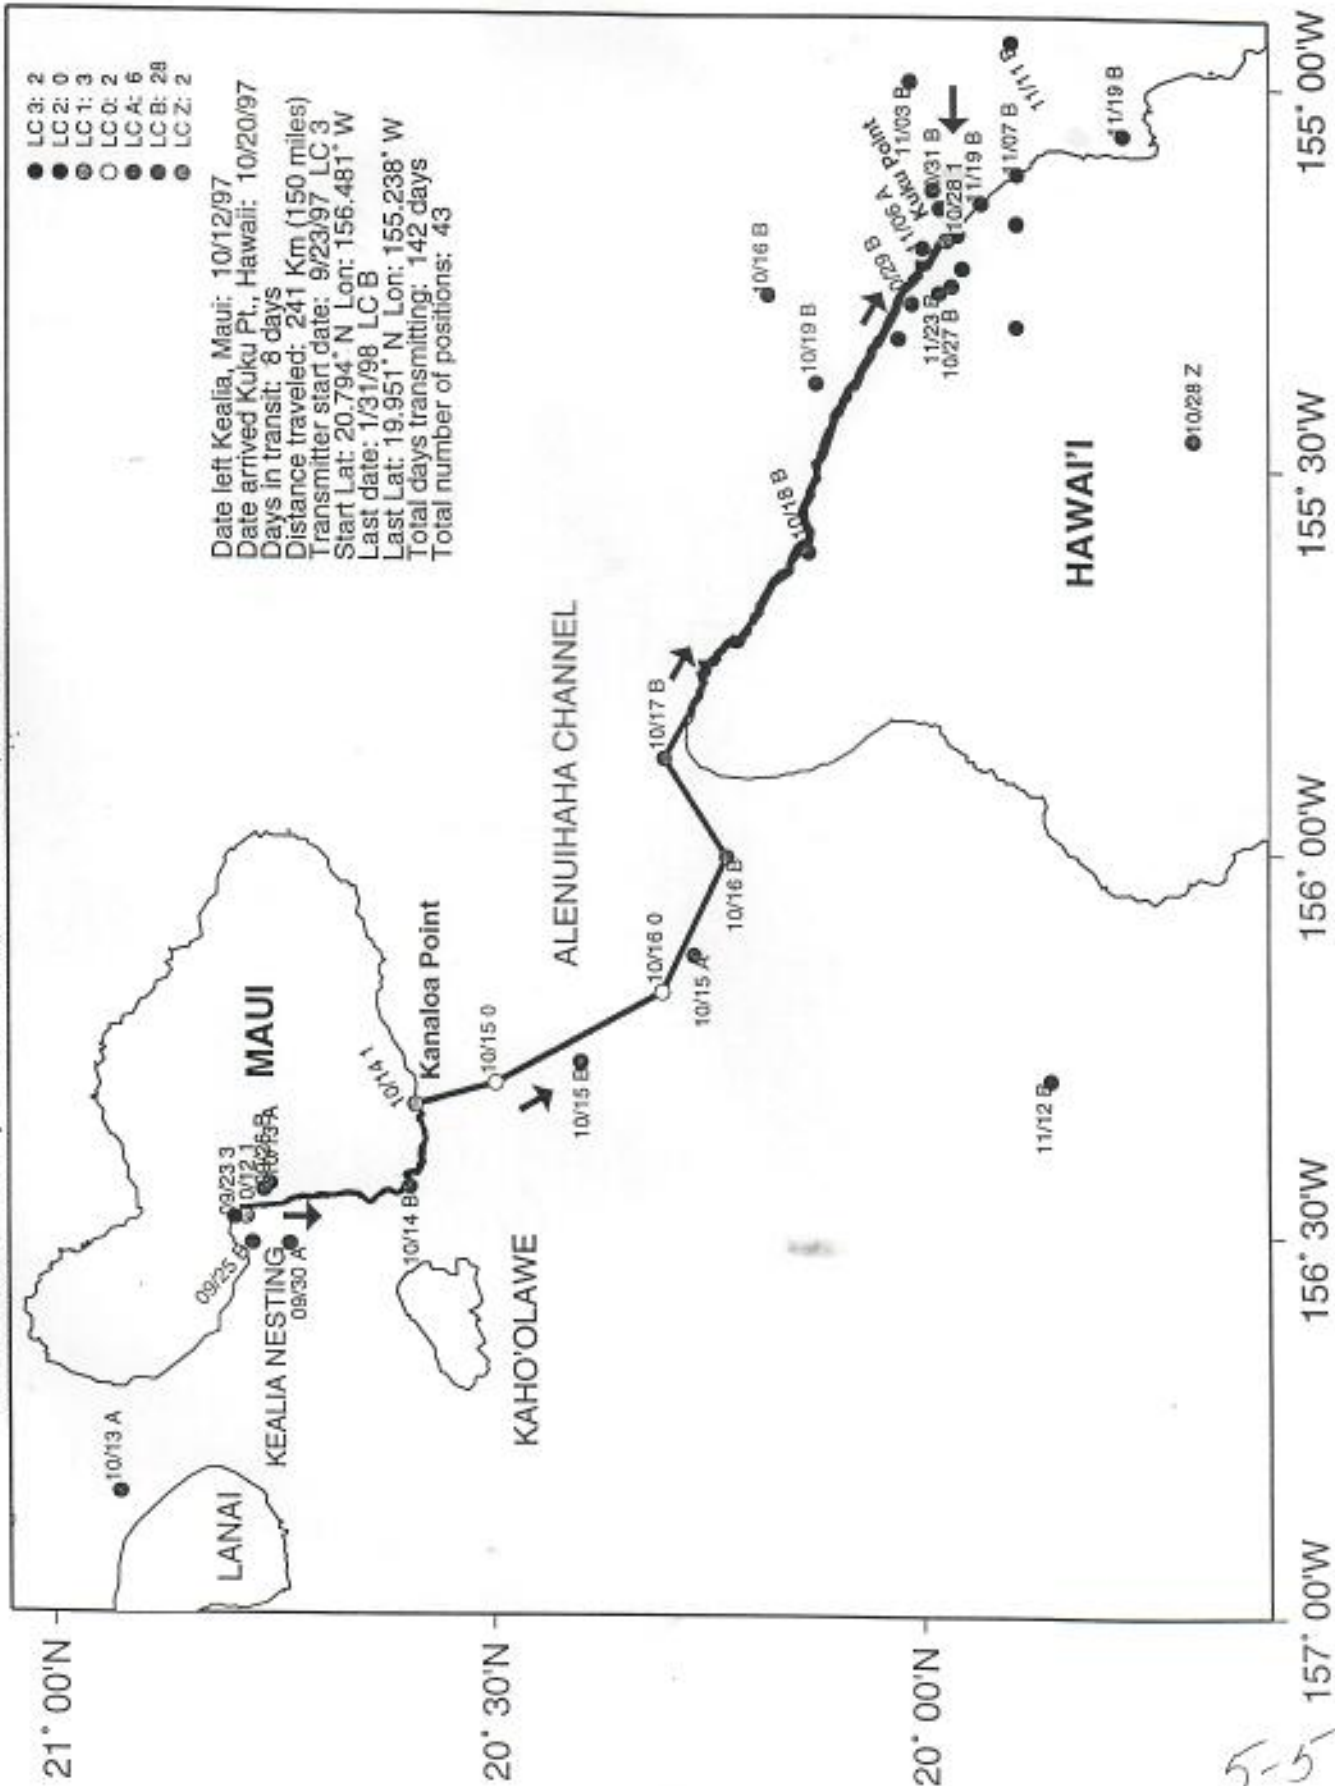 LC 3: 2
LC 2: 0
LC 1: 3
LC 0: 2
LC A: 6
LC B: 28
LC Z: 2
Date left Kealia, Maui: 10/12/97
Date arrived Kuku Pt., Hawaii: 10/20/97
Days in transit: 8 days
Distance traveled: 241 Km (150 miles)
Transmitter start date: 9/23/97 LC 3
Start Lat: 20.794° N Lon: 156.481° W
Last date: 1/31/98 LC B
Last Lat: 19.951° N Lon: 155.238° W
Total days transmitting: 142 days
Total number of positions: 43
21° 00'N
20° 30'N
20° 00'N
157° 00'W
156° 30'W
156° 00'W
155° 30'W
155° 00'W
10/13 A
LANAI
MAUI
09/23 3
10/12 1
10/13 A
09/25 B
KEALIA NESTING
09/30 A
10/14 B
10/14 1
Kanaloa Point
KAHO'OLAWE
10/15 0
10/15 B
ALENUIHAHA CHANNEL
10/16 0
10/15 A
10/16 B
10/17 B
10/18 B
10/19 B
10/16 B
11/12 B
HAWAI'I
10/28 Z
0/29 B
11/06 A
Kuku Point
11/03 B
0/31 B
10/28 1
11/19 B
11/07 B
11/11 B
11/19 B
11/23 B
10/27 B
5-5